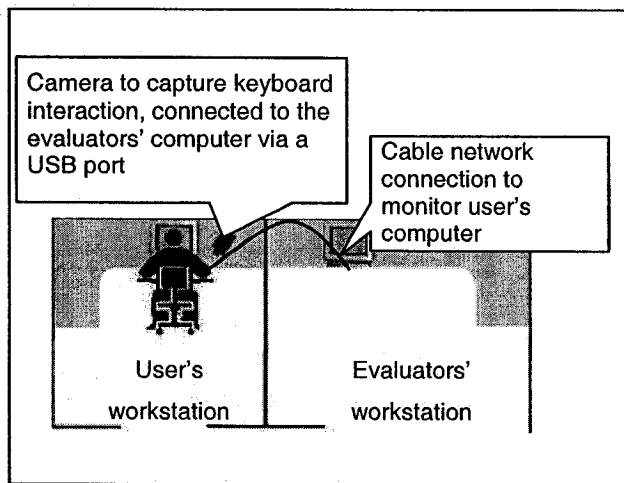 Camera to capture keyboard
interaction, connected to the
evaluators' computer via a
USB port
Cable network
connection to
monitor user's
computer
User's
workstation
Evaluators'
workstation